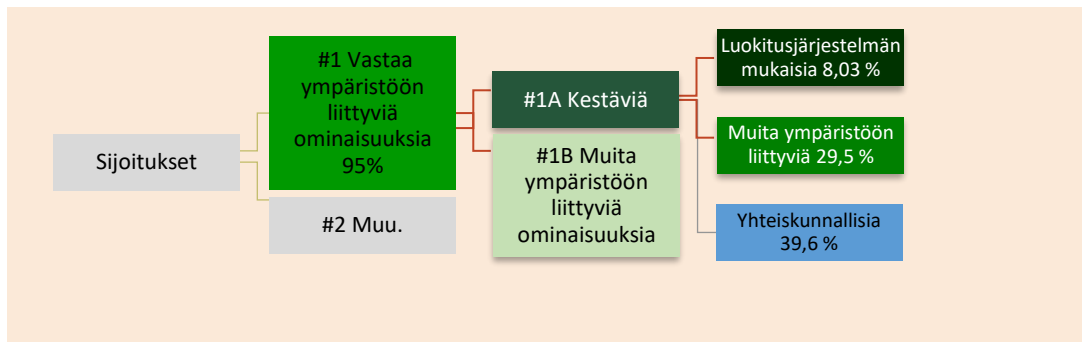 Sijoitukset
#1 Vastaa
ympäristöön
liittyviä
ominaisuuksia
95%
#2 Muu.
#1A Kestäviä
#1B Muita
ympäristöön
liittyviä
ominaisuuksia
Luokitusjärjestelmän
mukaisia 8,03 %
Muita ympäristöön
liittyviä 29,5 %
Yhteiskunnallisia
39,6 %